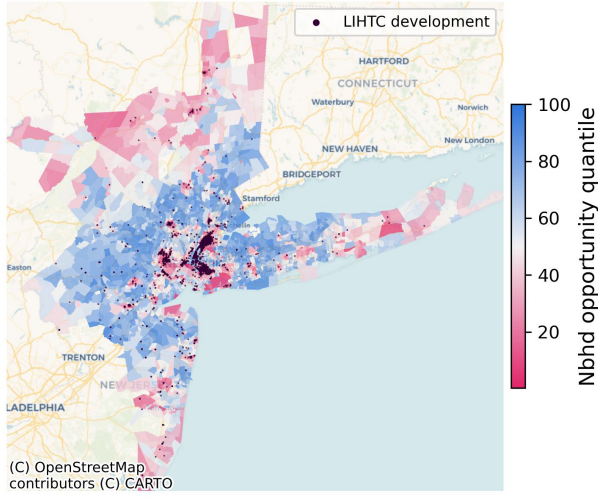 LIHTC development
HARTFORD
CONNECTICUT
Waterbury
Norwich
NEW HAVEN
New London
BRIDGEPORT
Stamford
Easton
TRENTON
NEW JER
LADELPHIA
(C) OpenStreetMap
contributors (C) CARTO
100
80
60
40
20
Nbhd opportunity quantile